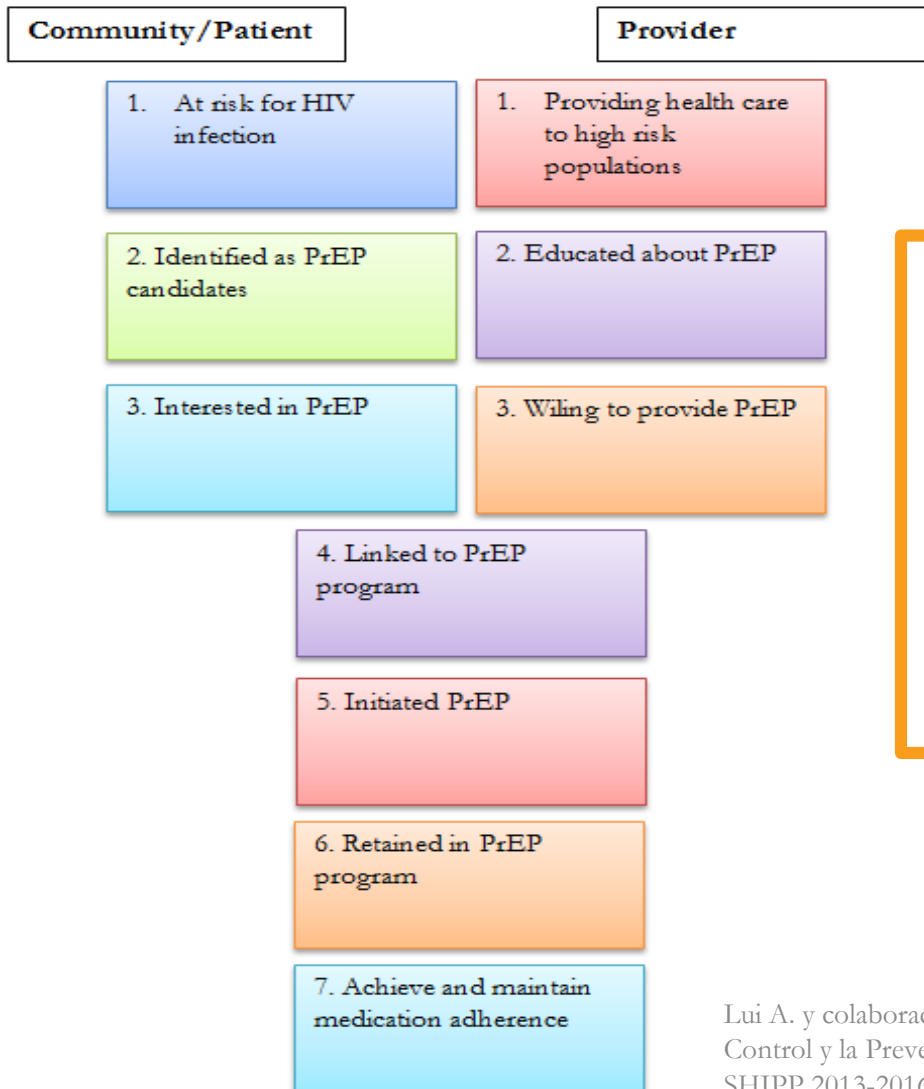 Community/Patient
Provider
1. At risk for HIV
infection
1. Providing health care
to high risk
populations
2. Identified as PrEP
candidates
2. Educated about PrEP
3. Interested in PrEP
3. Wiling to provide PrEP
4. Linked to PrEP
program
5. Initiated PrEP
6. Retained in PrEP
program
7. Achieve and maintain
medication adherence
Lui A. y
Control y la
SHIPP 2013-2016